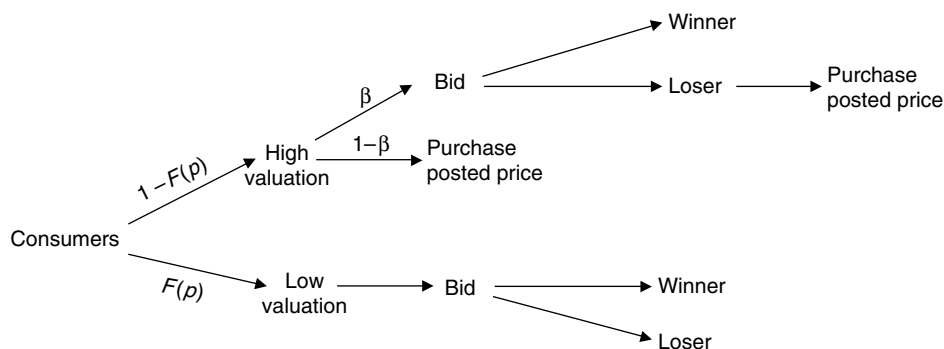 Winner
Bid
Loser
Purchase
posted price
β
High
valuation
1–β
Purchase
posted price
1 – F(p)
Consumers
F(p)
Low
valuation
Bid
Winner
Loser